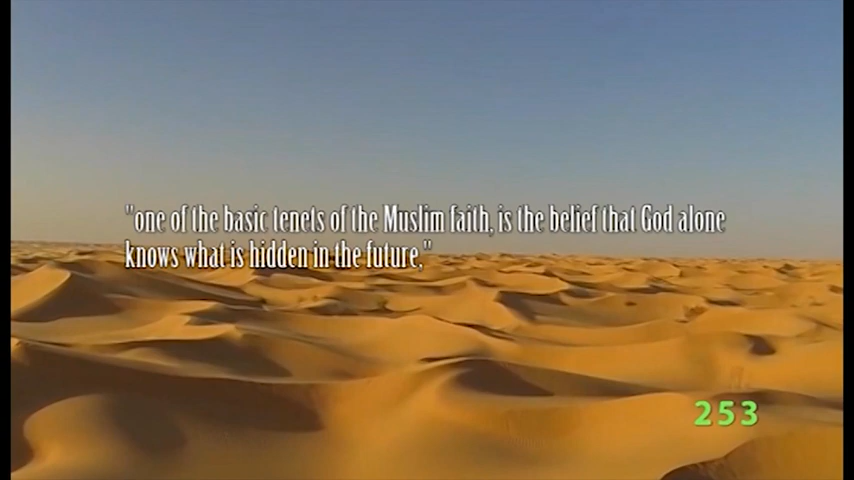 "one of the basic tenets of the Muslim faith, is the belief that God alone
knows what is hidden in the future,"
253